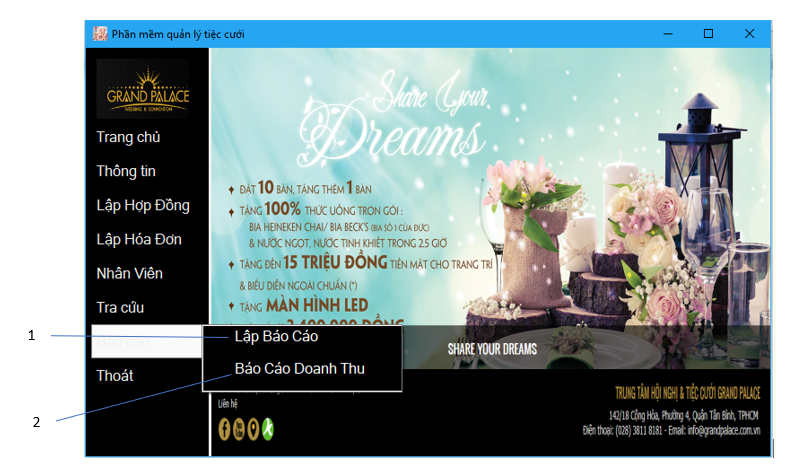 Phần mềm quản lý tiệc cưới
GRAND PALACE
WEDDING & CONVENTION
Trang chủ
Thông tin
Lập Hợp Đồng
Lập Hóa Đơn
Nhân Viên
Tra cứu
Báo cáo
Thoát
Share Your
Dreams
ĐẶT 10 BÀN, TẶNG THÊM 1 BÀN
TẶNG 100% THỨC UỐNG TRỌN GÓI :
BIA HEINEKEN CHAI/ BIA BECK'S (BIA SỐ 1 CỦA ĐỨC)
& NƯỚC NGỌT, NƯỚC TINH KHIẾT TRONG 2.5 GIỜ
TẶNG ĐẾN 15 TRIỆU ĐỒNG TIỀN MẶT CHO TRANG TRÍ
& BIỂU DIỄN NGOÀI CHUẨN (*)
TẶNG MÀN HÌNH LED
1
Lập Báo Cáo
Báo Cáo Doanh Thu
2
SHARE YOUR DREAMS
Liên hệ
TRUNG TÂM HỘI NGHỊ & TIỆC CƯỚI GRAND PALACE
142/18 Cộng Hòa, Phường 4, Quận Tân Bình, TPHCM
Điện thoại: (028) 3811 8181 - Email: info@grandpalace.com.vn